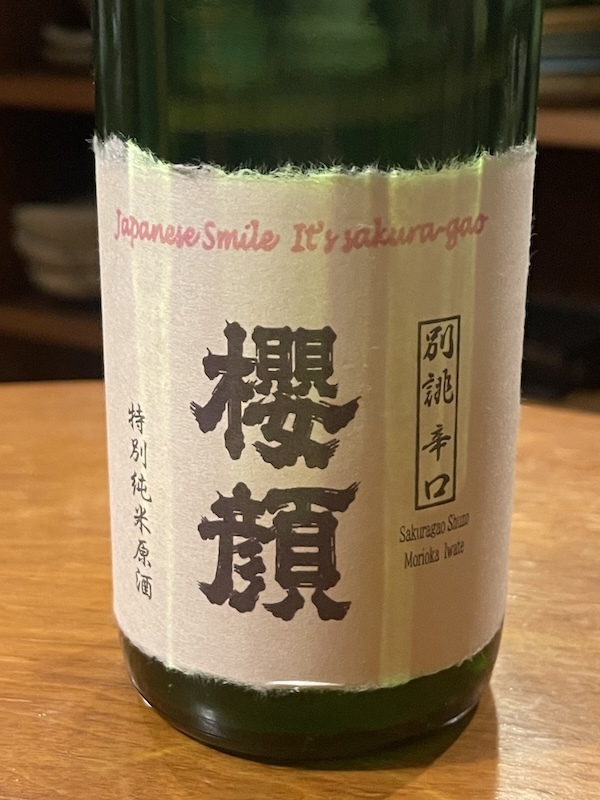 Japanese Smile It's sakura-gao
別誂辛口
Sakuragao Shuzo
Morioka Iwate
櫻顔
特別純米原酒